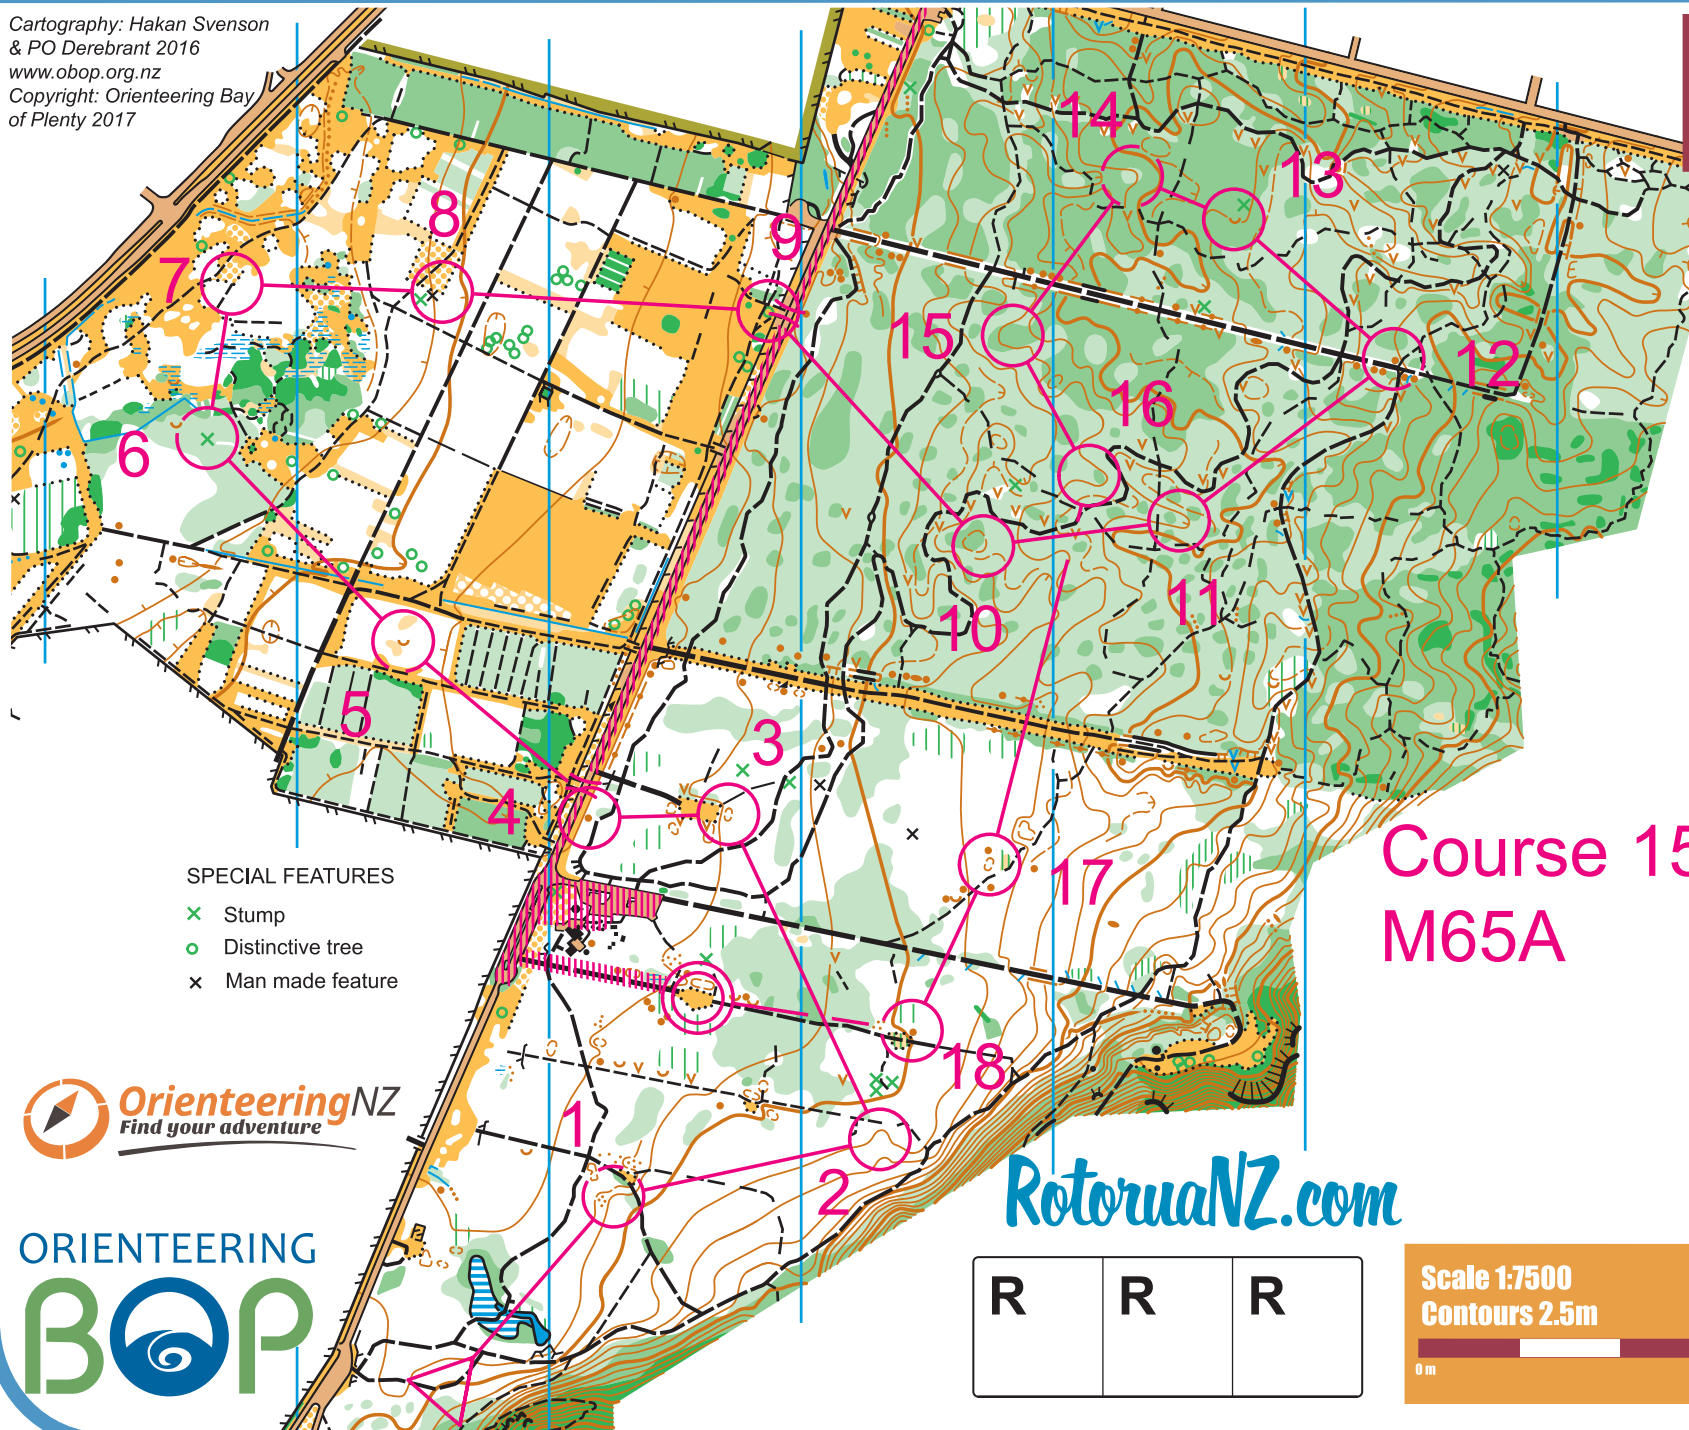 Cartography: Hakan Svenson
& PO Derebrant 2016
www.obop.org.nz
Copyright: Orienteering Bay
of Plenty 2017
14
13
8
9
7
15
12
16
6
10
11
5
3
4
17
Course 15
M65A
SPECIAL FEATURES
Stump
Distinctive tree
Man made feature
18
OrienteeringNZ
Find your adventure
1
2
RotoruaNZ.com
ORIENTEERING
BOP
R R R
Scale 1:7500
Contours 2.5m
0 m